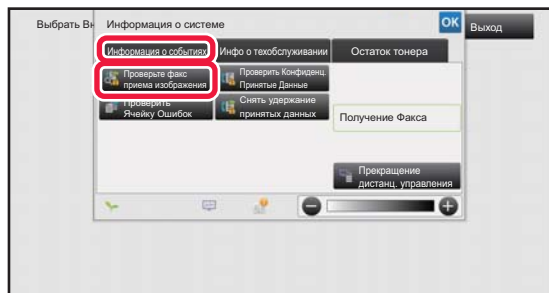 Выбрать Вн
Информация о системе
OK
Выход
Информация о событиях
Инфо о техобслуживании
Остаток тонера
Проверьте факс
приема изображения
Проверить Конфиденц.
Принятые Данные
Проверить
Ячейку Ошибок
Снять удержание
принятых данных
Получение Факса
Прекращение
дистанц. управления